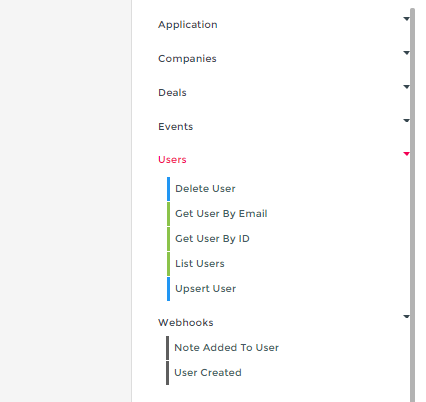 Application
Companies
Deals
Events
Users
Delete User
Get User By Email
Get User By ID
List Users
Upsert User
Webhooks
Note Added To User
User Created